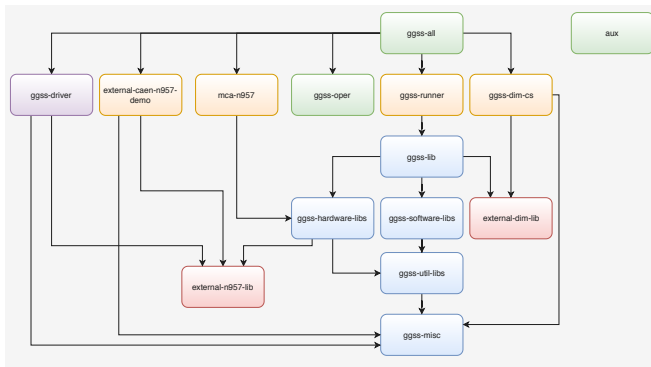 ggss-all
aux
ggss-driver
external-caen-n957-
demo
mca-n957
ggss-oper
ggss-runner
ggss-dim-cs
ggss-lib
ggss-hardware-libs
ggss-software-libs
external-dim-lib
ggss-util-libs
external-n957-lib
ggss-misc